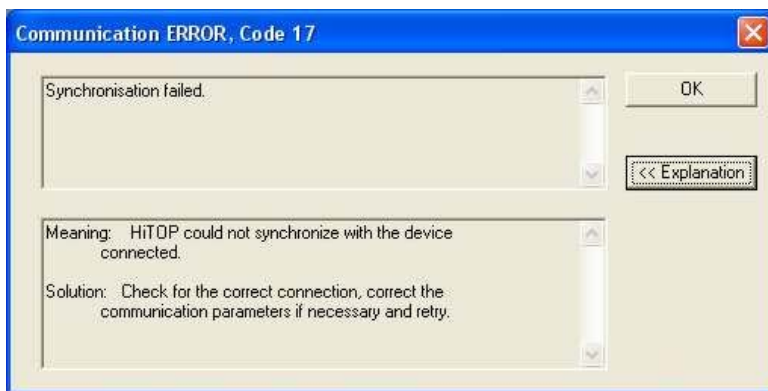 Communication ERROR, Code 17
Synchronisation failed.
OK
<< Explanation
Meaning: HiTOP could not synchronize with the device
connected.
Solution: Check for the correct connection, correct the
communication parameters if necessary and retry.